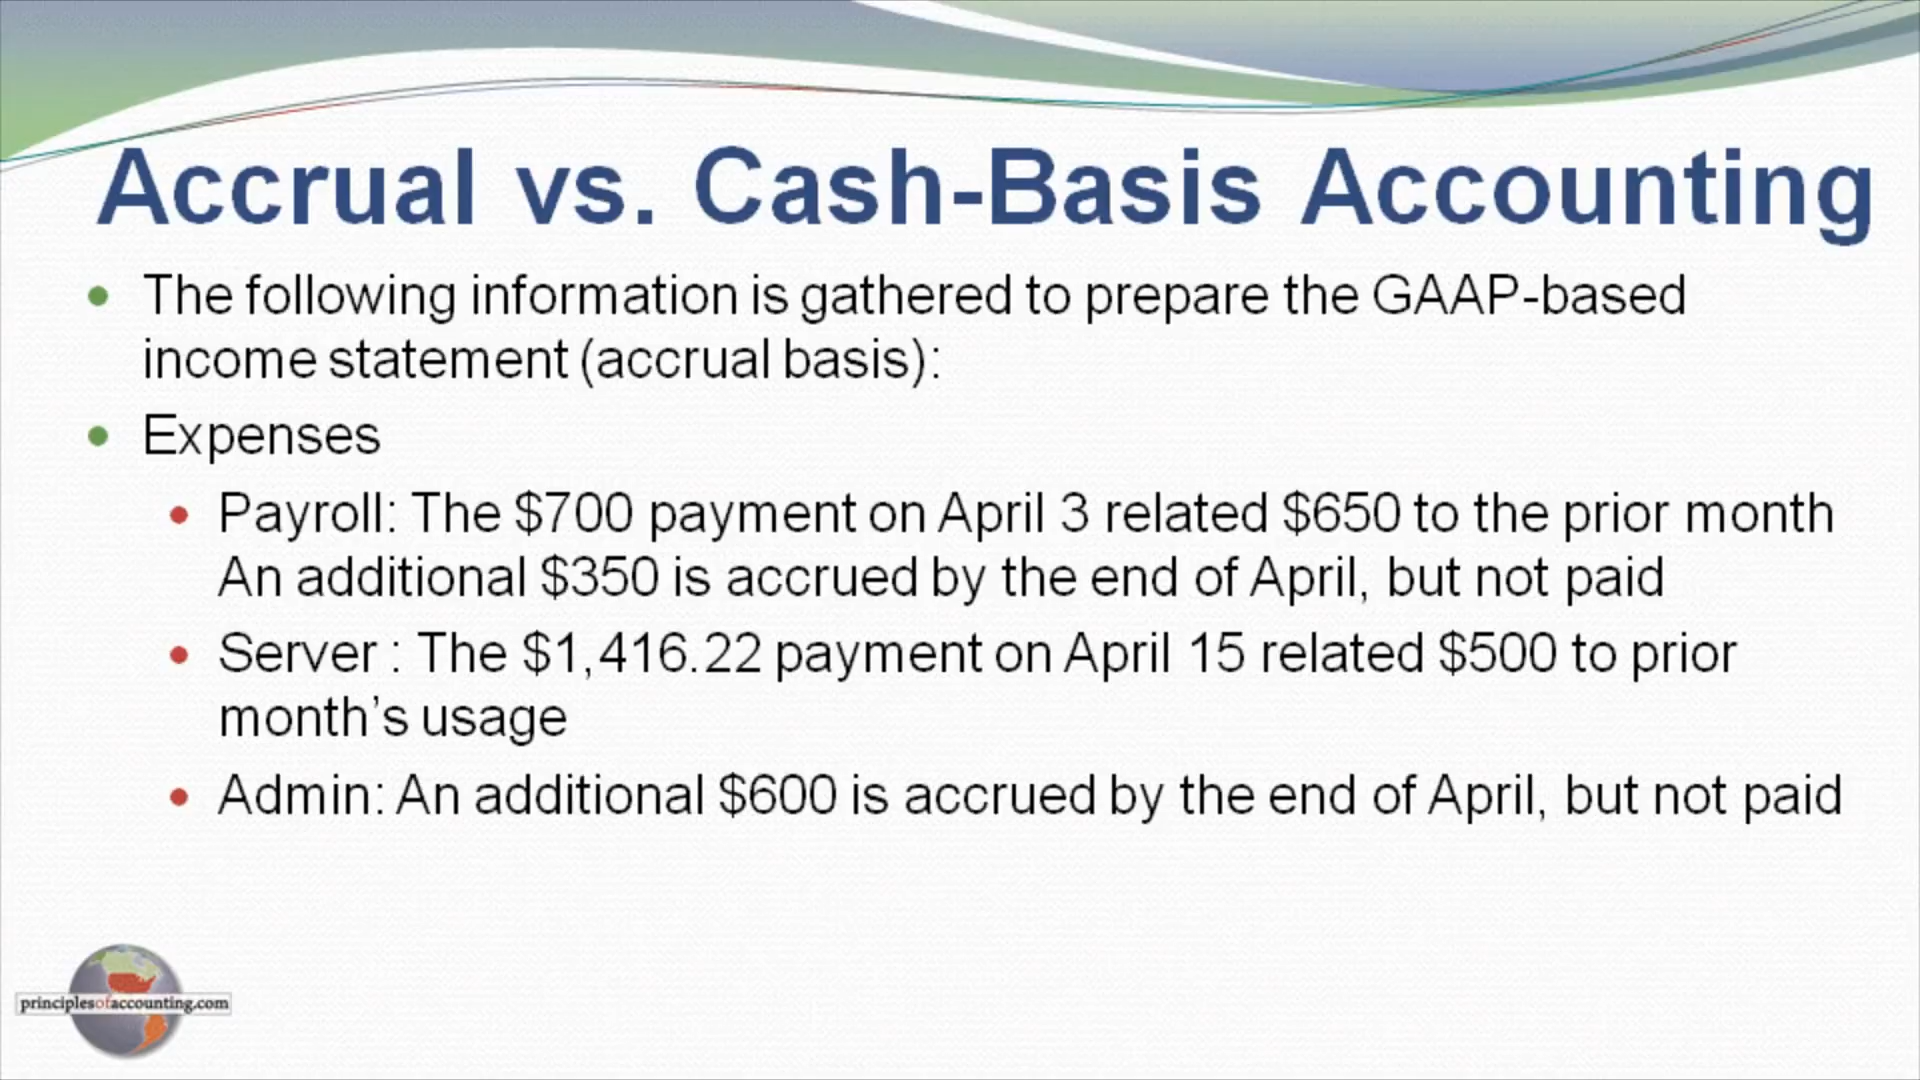 Accrual vs. Cash-Basis Accounting
The following information is gathered to prepare the GAAP-based
income statement (accrual basis):
Expenses
Payroll: The $700 payment on April 3 related $650 to the prior month
An additional $350 is accrued by the end of April, but not paid
Server : The $1,416.22 payment on April 15 related $500 to prior
month’s usage
Admin: An additional $600 is accrued by the end of April, but not paid
principlesofaccounting.com